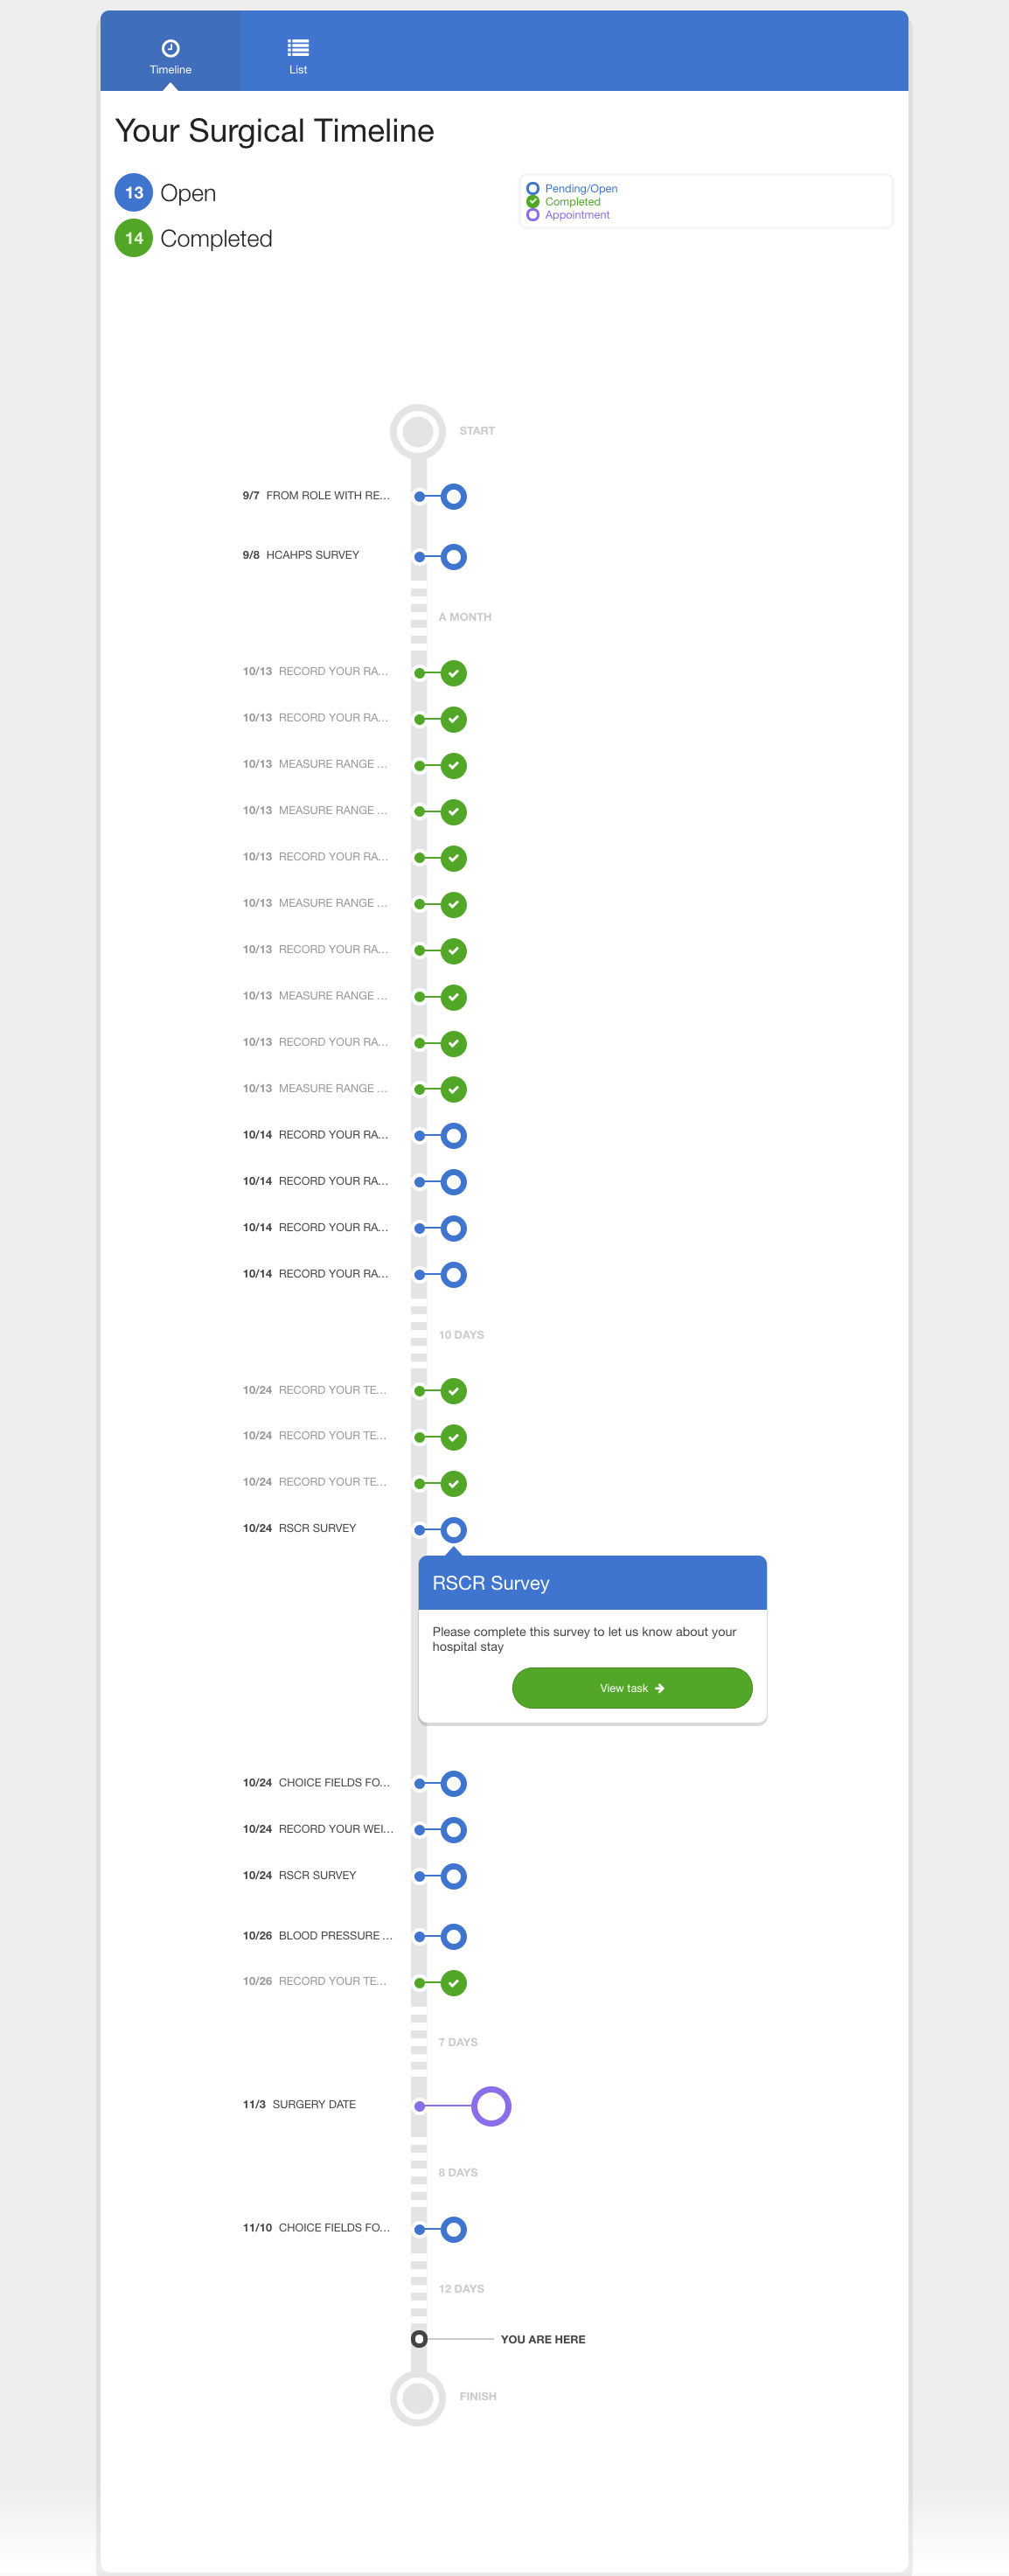 Timeline
List
Your Surgical Timeline
13 Open
14 Completed
Pending/Open
Completed
Appointment
START
9/7 FROM ROLE WITH RE...
9/8 HCAHPS SURVEY
A MONTH
10/13 RECORD YOUR RA...
10/13 RECORD YOUR RA...
10/13 MEASURE RANGE ...
10/13 MEASURE RANGE ...
10/13 RECORD YOUR RA...
10/13 MEASURE RANGE ...
10/13 RECORD YOUR RA...
10/13 MEASURE RANGE ...
10/13 RECORD YOUR RA...
10/13 MEASURE RANGE ...
10/14 RECORD YOUR RA...
10/14 RECORD YOUR RA...
10/14 RECORD YOUR RA...
10/14 RECORD YOUR RA...
10 DAYS
10/24 RECORD YOUR TE...
10/24 RECORD YOUR TE...
10/24 RECORD YOUR TE...
10/24 RSCR SURVEY
RSCR Survey
Please complete this survey to let us know about your
hospital stay
View task
10/24 CHOICE FIELDS FO...
10/24 RECORD YOUR WEI...
10/24 RSCR SURVEY
10/26 BLOOD PRESSURE ...
10/26 RECORD YOUR TE...
7 DAYS
11/3 SURGERY DATE
8 DAYS
11/10 CHOICE FIELDS FO...
12 DAYS
YOU ARE HERE
FINISH